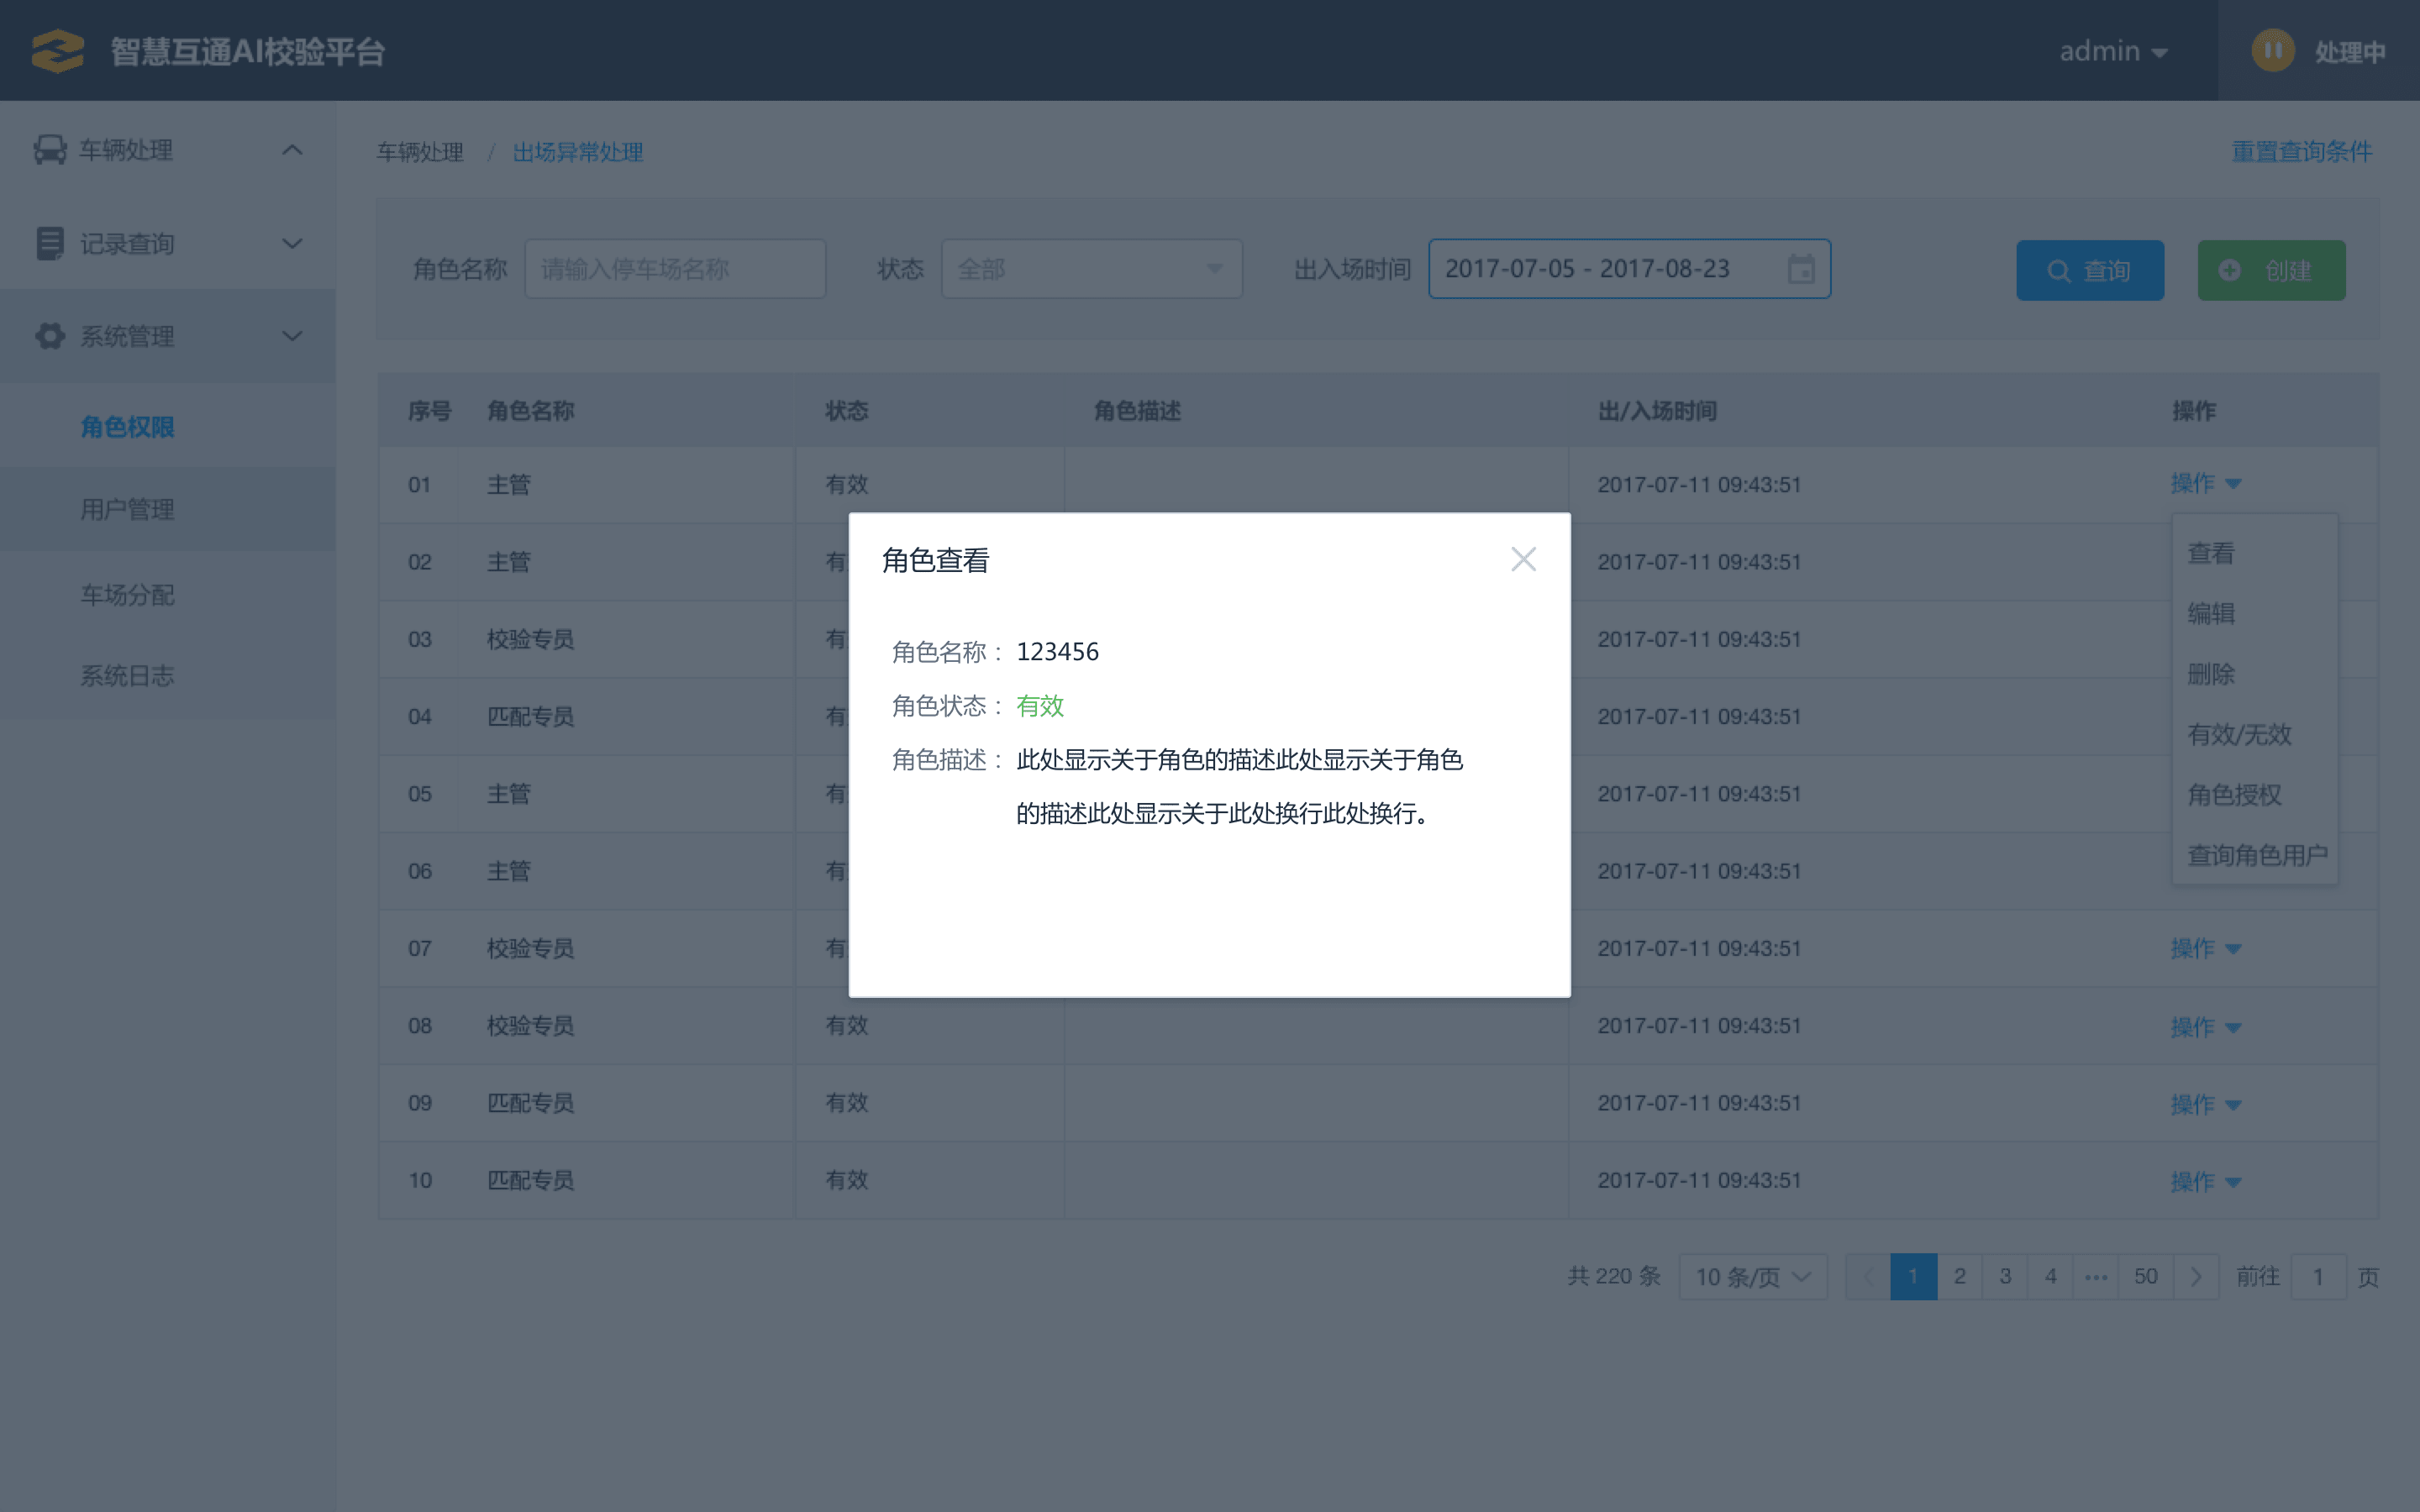 智慧互通AI校验平台
admin
处理中
车辆处理
记录查询
系统管理
角色权限
用户管理
车场分配
系统日志
车辆处理 / 出场异常处理
重置查询条件
角色名称 请输入停车场名称 状态 全部 出入场时间 2017-07-05 - 2017-08-23 查询 创建
序号 角色名称 状态 角色描述 出/入场时间 操作
01 主管 有效 2017-07-11 09:43:51 操作
02 主管 有 2017-07-11 09:43:51
03 校验专员 有 2017-07-11 09:43:51
04 匹配专员 有 2017-07-11 09:43:51
05 主管 有 2017-07-11 09:43:51
06 主管 有 2017-07-11 09:43:51
07 校验专员 有 2017-07-11 09:43:51 操作
08 校验专员 有效 2017-07-11 09:43:51 操作
09 匹配专员 有效 2017-07-11 09:43:51 操作
10 匹配专员 有效 2017-07-11 09:43:51 操作
查看
编辑
删除
有效/无效
角色授权
查询角色用户
角色查看
角色名称： 123456
角色状态： 有效
角色描述： 此处显示关于角色的描述此处显示关于角色
的描述此处显示关于此处换行此处换行。
共 220 条 10 条/页 1 2 3 4 ··· 50 前往 1 页